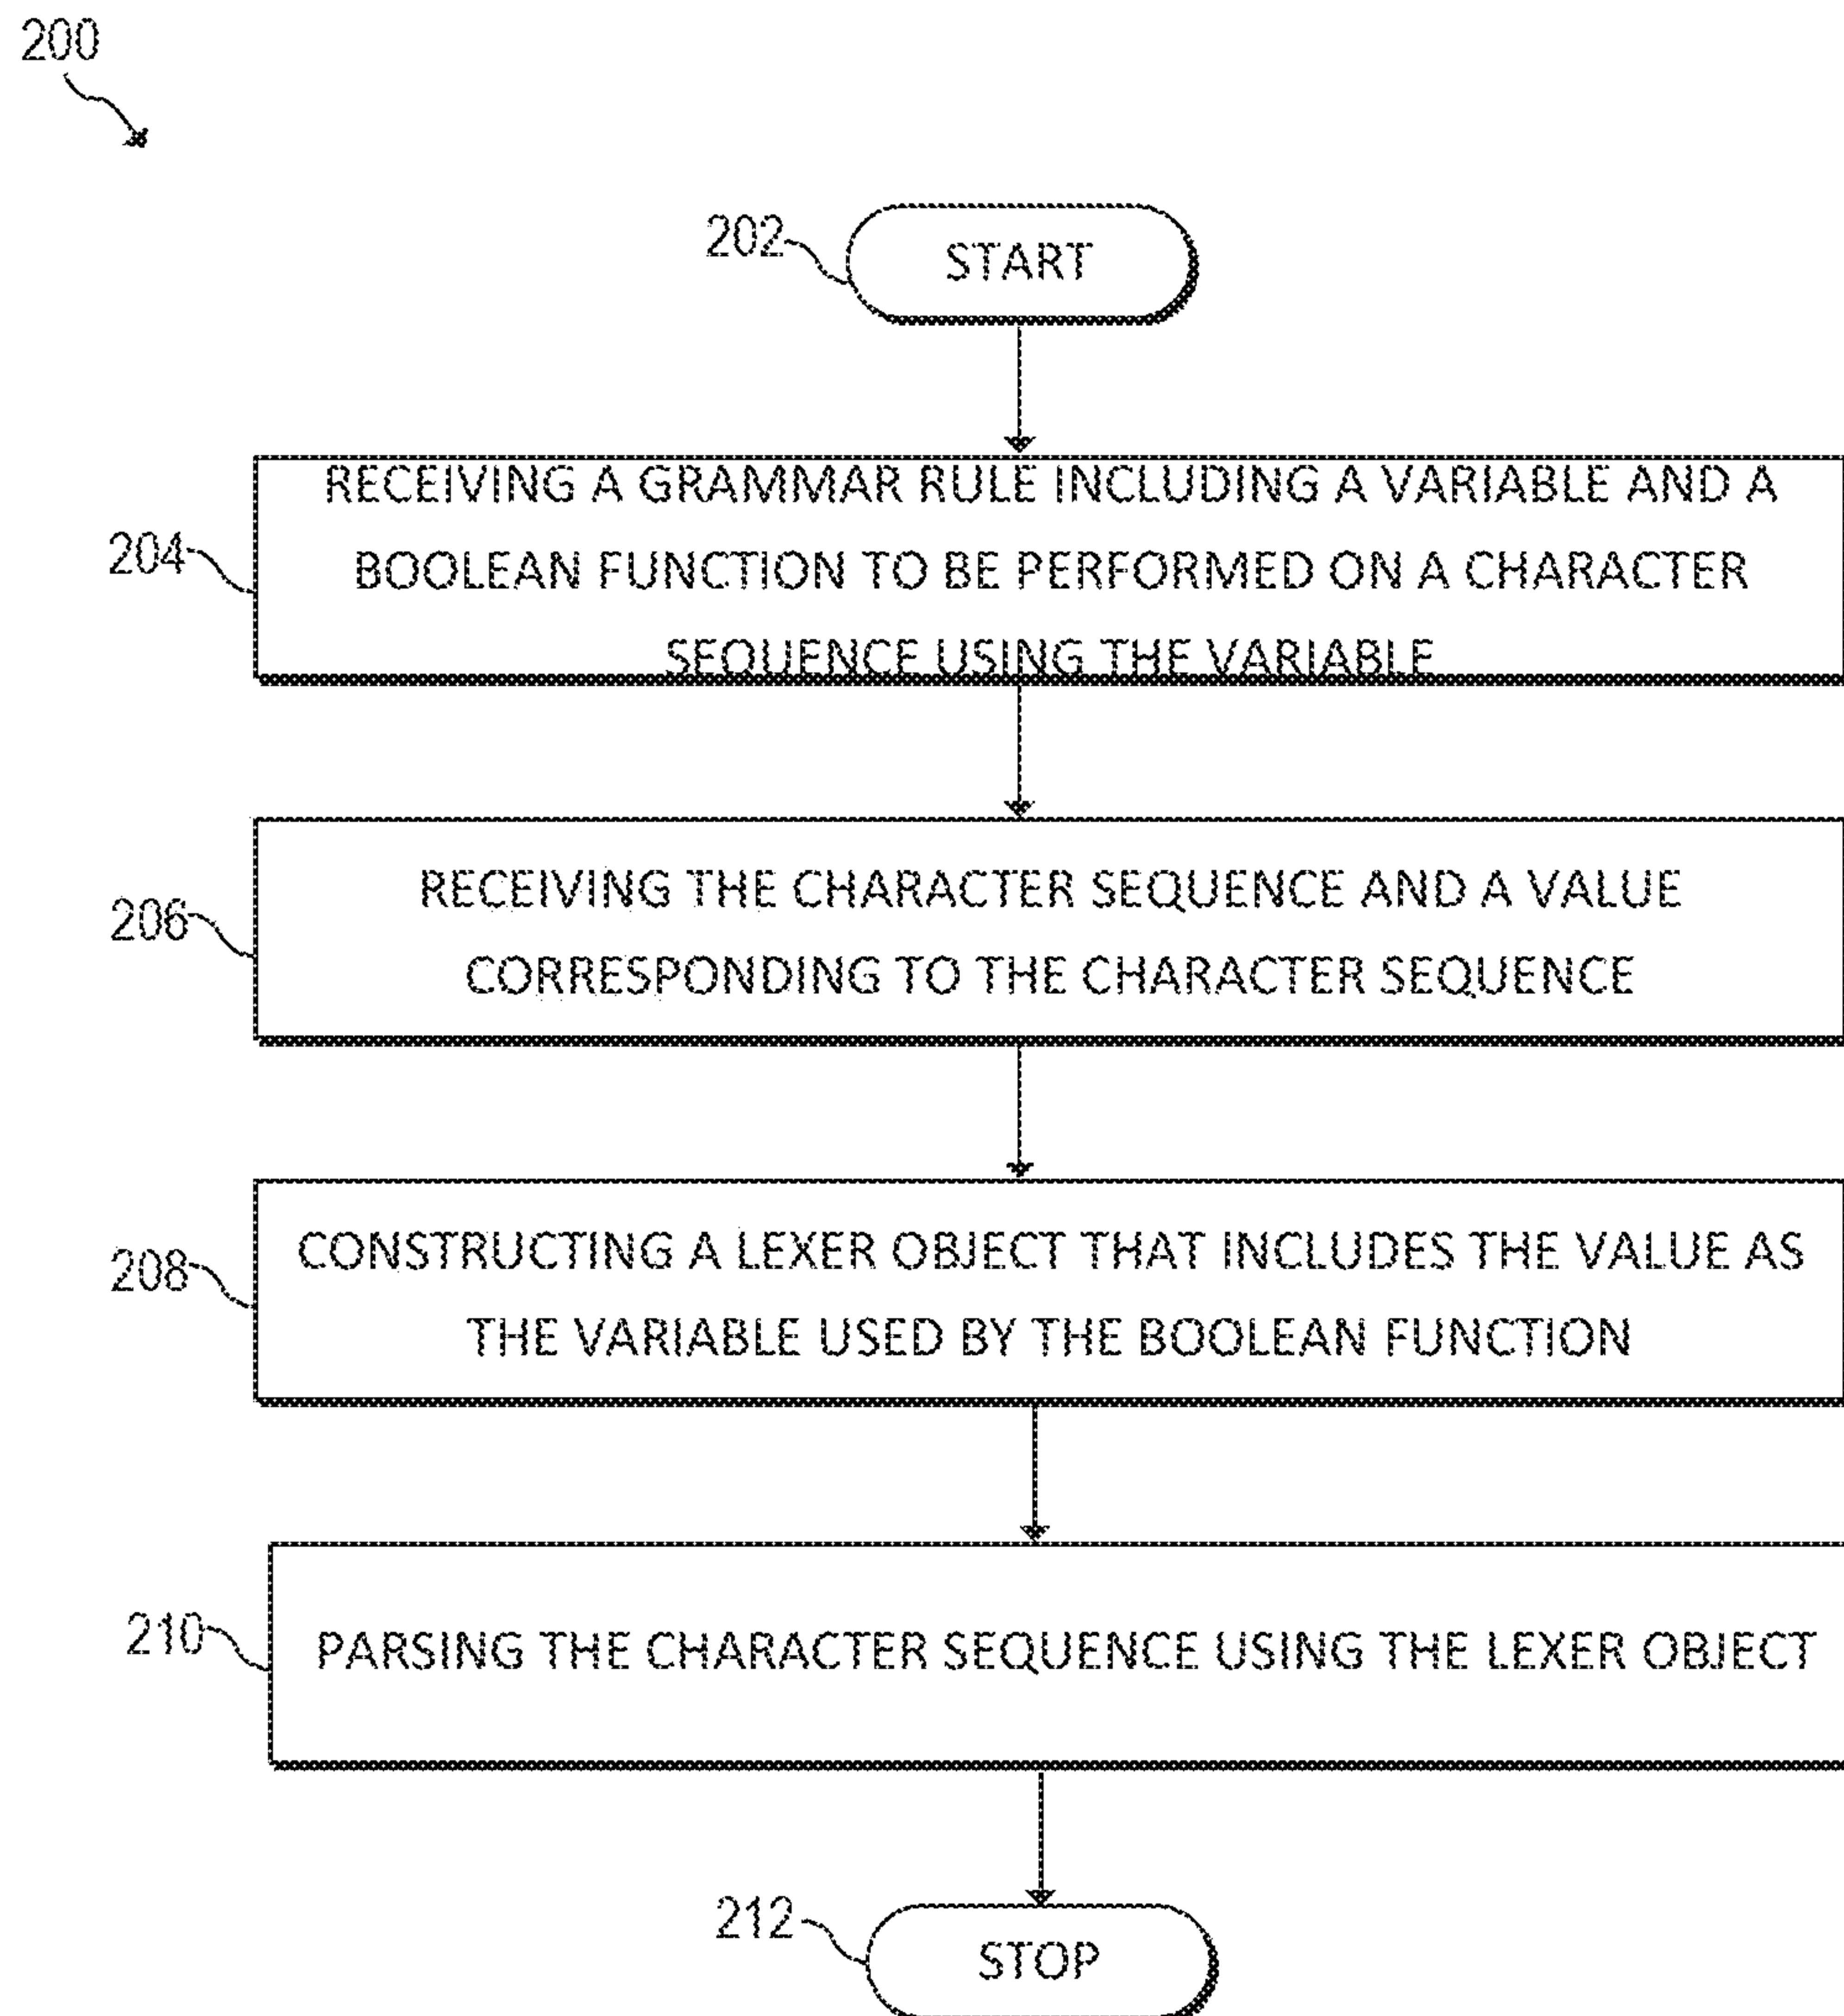 200
202
START
204
RECEIVING A GRAMMAR RULE INCLUDING A VARIABLE AND A
BOOLEAN FUNCTION TO BE PERFORMED ON A CHARACTER
SEQUENCE USING THE VARIABLE
206
RECEIVING THE CHARACTER SEQUENCE AND A VALUE
CORRESPONDING TO THE CHARACTER SEQUENCE
208
CONSTRUCTING A LEXER OBJECT THAT INCLUDES THE VALUE AS
THE VARIABLE USED BY THE BOOLEAN FUNCTION
210
PARSING THE CHARACTER SEQUENCE USING THE LEXER OBJECT
212
STOP